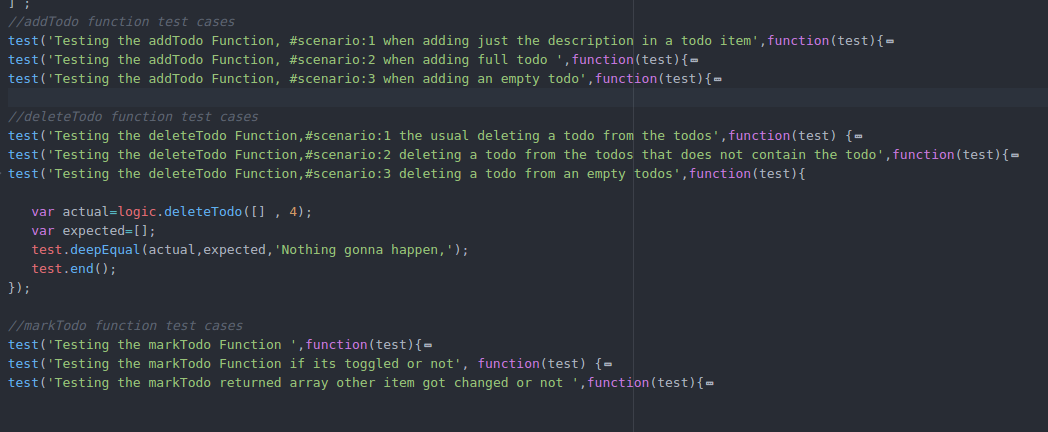 ] ;
//addTodo function test cases
test('Testing the addTodo Function, #scenario:1 when adding just the description in a todo item',function(test){
test('Testing the addTodo Function, #scenario:2 when adding full todo ',function(test){
test('Testing the addTodo Function, #scenario:3 when adding an empty todo',function(test){
//deleteTodo function test cases
test('Testing the deleteTodo Function,#scenario:1 the usual deleting a todo from the todos',function(test) {
test('Testing the deleteTodo Function,#scenario:2 deleting a todo from the todos that does not contain the todo',function(test){
test('Testing the deleteTodo Function,#scenario:3 deleting a todo from an empty todos',function(test){
var actual=logic.deleteTodo([] , 4);
var expected=[];
test.deepEqual(actual,expected,'Nothing gonna happen,');
test.end();
});
//markTodo function test cases
test('Testing the markTodo Function ',function(test){
test('Testing the markTodo Function if its toggled or not', function(test) {
test('Testing the markTodo returned array other item got changed or not ',function(test){